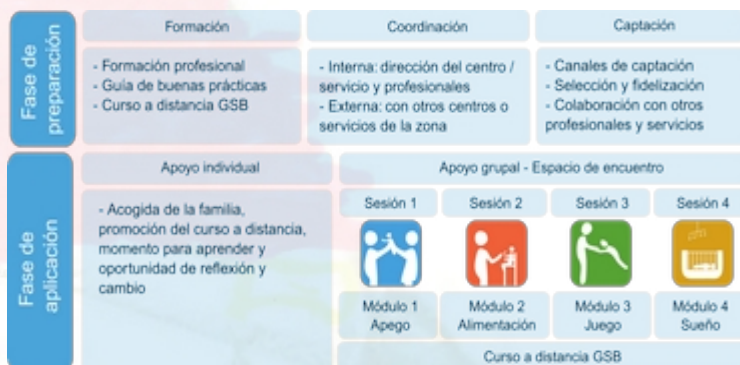 Fase de
preparación
Formación
- Formación profesional
- Guía de buenas prácticas
- Curso a distancia GSB
Coordinación
- Interna: dirección del centro /
servicio y profesionales
- Externa: con otros centros o
servicios de la zona
Captación
- Canales de captación
- Selección y fidelización
- Colaboración con otros
profesionales y servicios
Fase de
aplicación
Apoyo individual
- Acogida de la familia,
promoción del curso a distancia,
momento para aprender y
oportunidad de reflexión y
cambio
Apoyo grupal - Espacio de encuentro
Sesión 1
Sesión 2
Sesión 3
Sesión 4
Módulo 1
Apego
Módulo 2
Alimentación
Módulo 3
Juego
Módulo 4
Sueño
Curso a distancia GSB